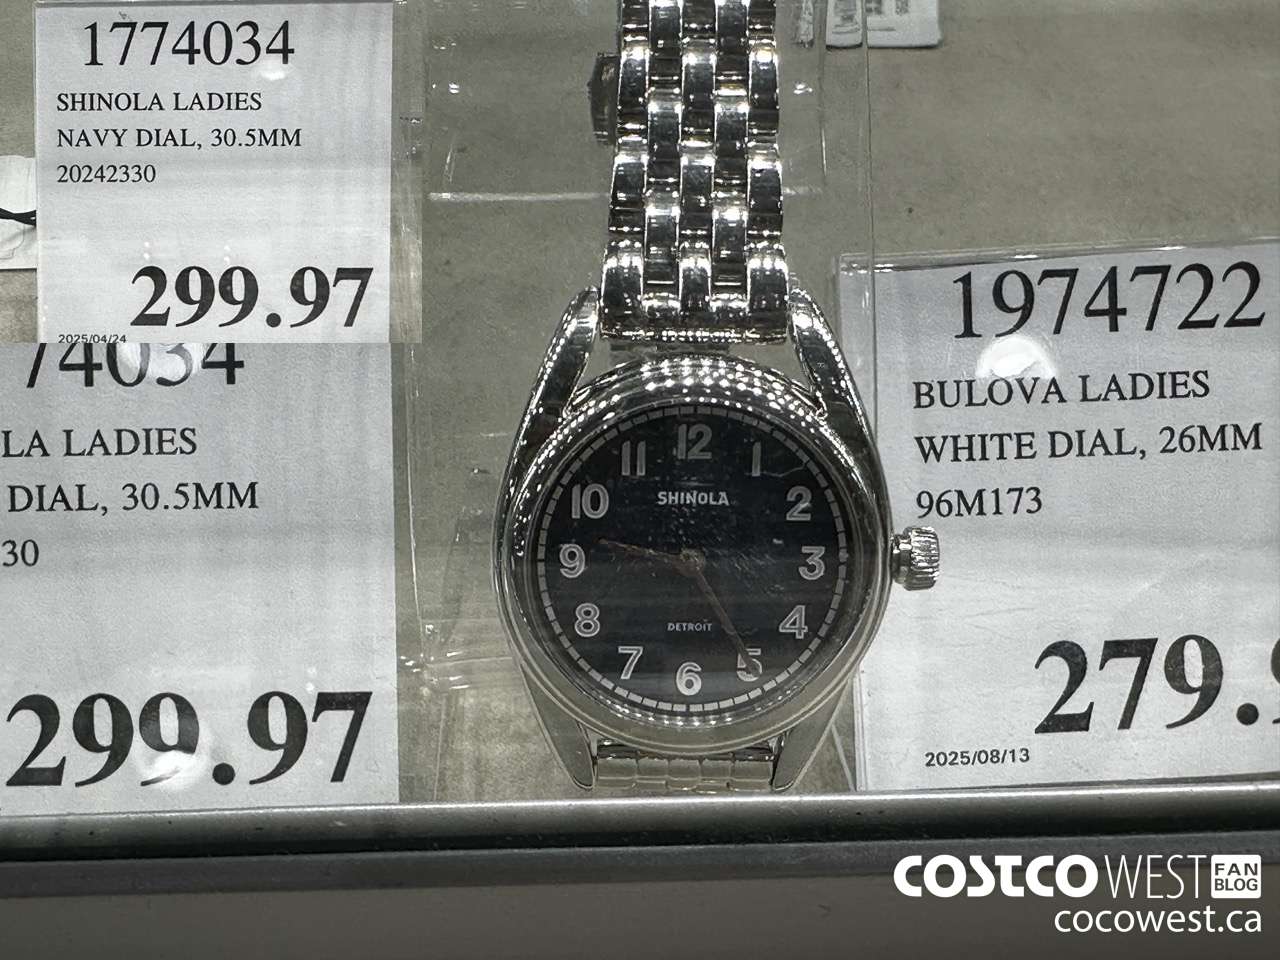 1774034
SHINOLA LADIES
NAVY DIAL, 30.5MM
20242330
299.97
2025/04/24
74034
LA LADIES
DIAL, 30.5MM
30
299.97
12
1
2
3
4
5
6
7
8
9
10
11
SHINOLA
DETROIT
1974722
BULOVA LADIES
WHITE DIAL, 26MM
96M173
279.9
2025/08/13
COSTCO WEST FAN BLOG
cocowest.ca